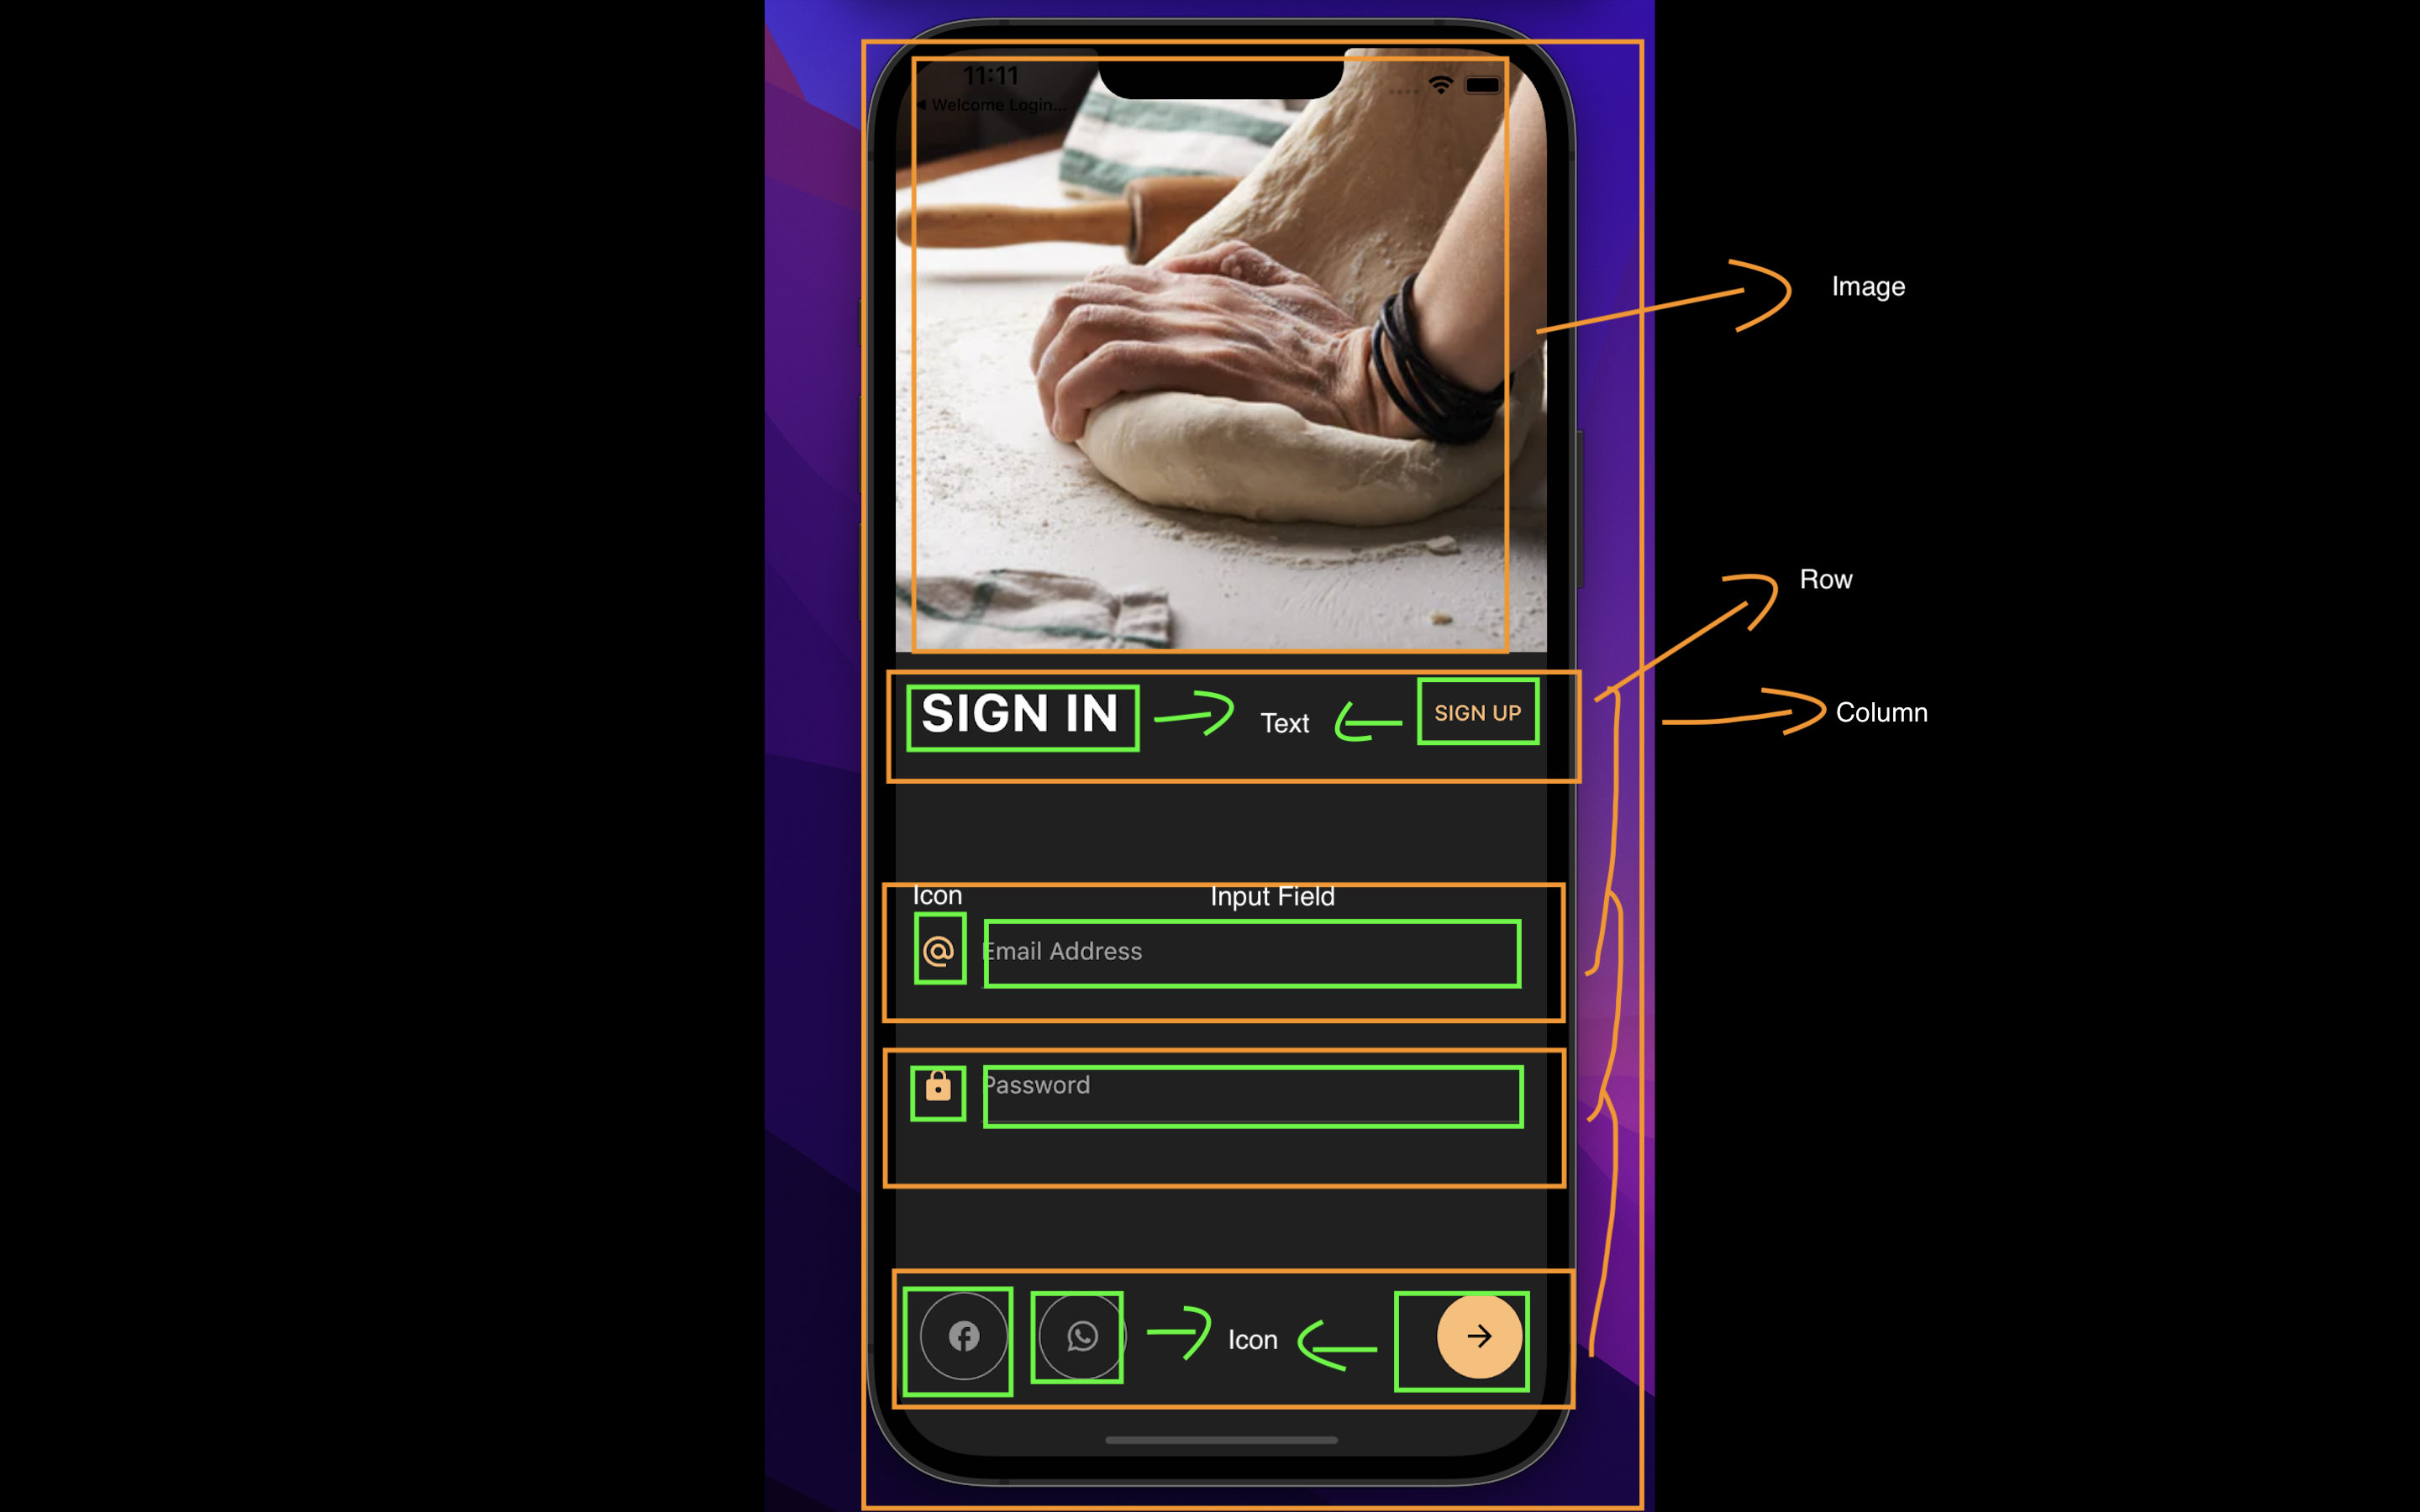 11:11
◀ Welcome Login...
Image
Row
SIGN IN
Text
SIGN UP
Column
Icon
Input Field
@
Email Address
Password
Icon